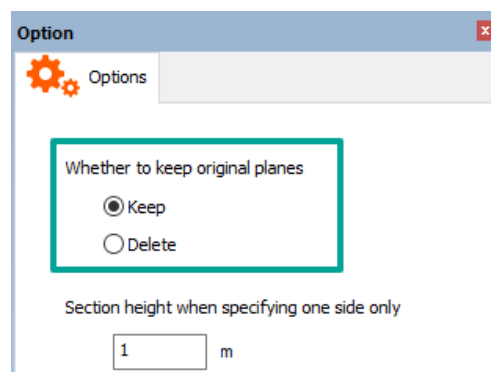 Option
x
Options
Whether to keep original planes
Keep
Delete
Section height when specifying one side only
1 m